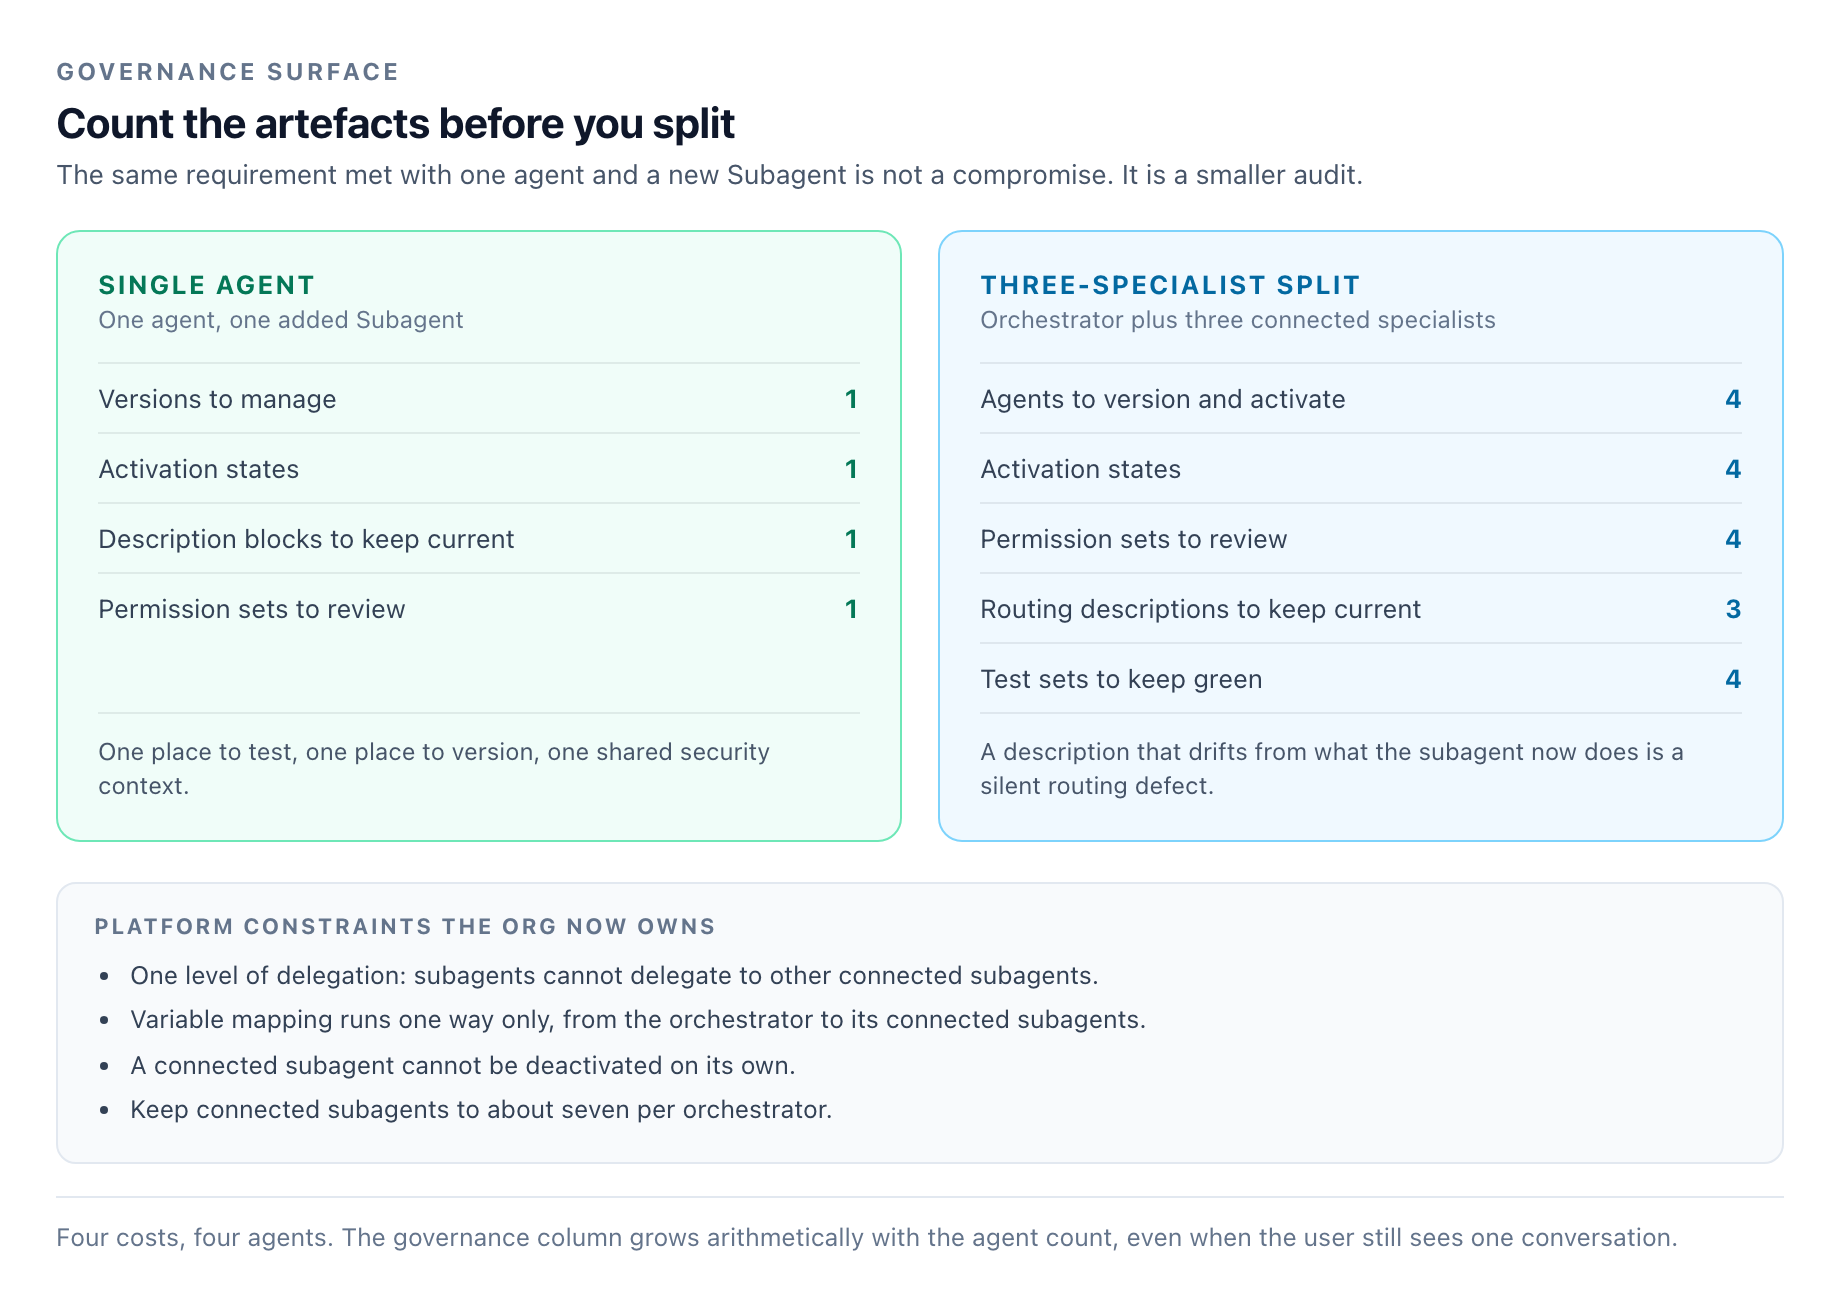 GOVERNANCE SURFACE
Count the artefacts before you split
The same requirement met with one agent and a new Subagent is not a compromise. It is a smaller audit.
SINGLE AGENT
One agent, one added Subagent
Versions to manage 1
Activation states 1
Description blocks to keep current 1
Permission sets to review 1
One place to test, one place to version, one shared security
context.
THREE-SPECIALIST SPLIT
Orchestrator plus three connected specialists
Agents to version and activate 4
Activation states 4
Permission sets to review 4
Routing descriptions to keep current 3
Test sets to keep green 4
A description that drifts from what the subagent now does is a
silent routing defect.
PLATFORM CONSTRAINTS THE ORG NOW OWNS
• One level of delegation: subagents cannot delegate to other connected subagents.
• Variable mapping runs one way only, from the orchestrator to its connected subagents.
• A connected subagent cannot be deactivated on its own.
• Keep connected subagents to about seven per orchestrator.
Four costs, four agents. The governance column grows arithmetically with the agent count, even when the user still sees one conversation.